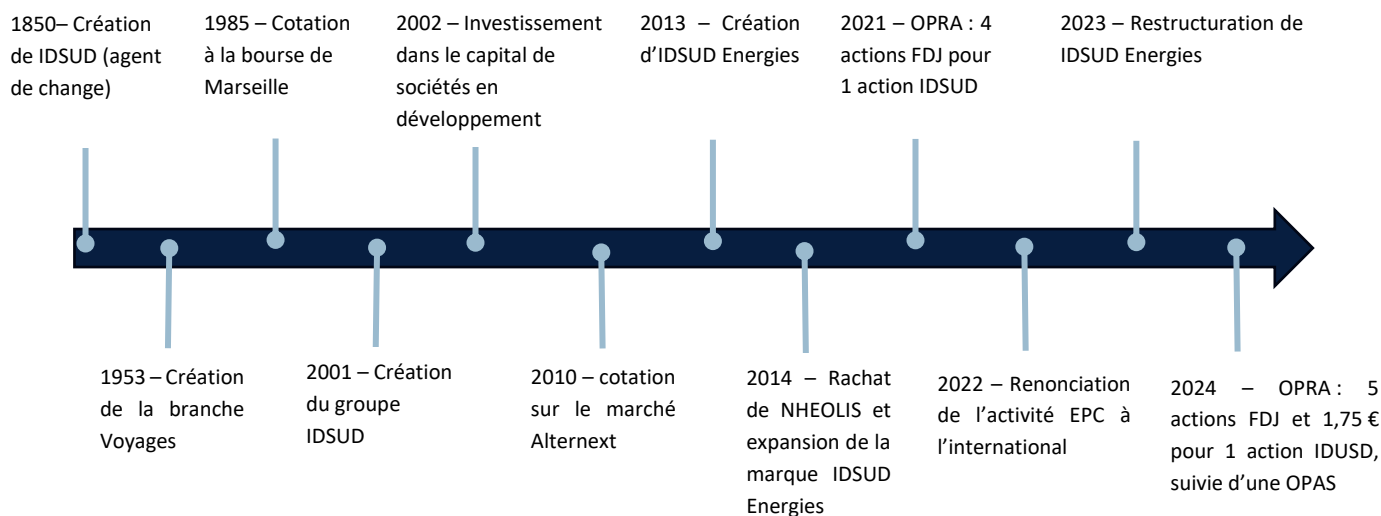 1850– Création
de IDSUD (agent
de change)
1985 – Cotation
à la bourse de
Marseille
2002 – Investissement
dans le capital de
sociétés en
développement
2013 – Création
d’IDSUD Energies
2021 – OPRA : 4
actions FDJ pour
1 action IDSUD
2023 – Restructuration de
IDSUD Energies
1953 – Création
de la branche
Voyages
2001 – Création
du groupe
IDSUD
2010 – cotation
sur le marché
Alternext
2014 – Rachat
de NHEOLIS et
expansion de la
marque IDSUD
Energies
2022 – Renonciation
de l’activité EPC à
l’international
2024 – OPRA : 5
actions FDJ et 1,75 €
pour 1 action IDUSD,
suivie d’une OPAS